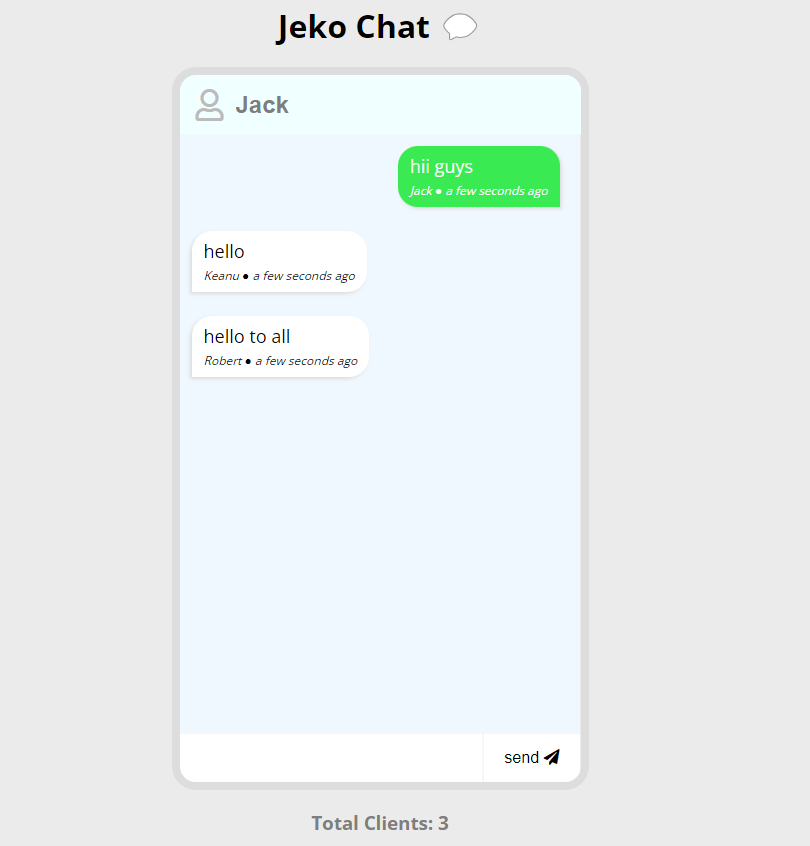 Jeko Chat
Jack
hii guys
Jack ● a few seconds ago
hello
Keanu ● a few seconds ago
hello to all
Robert ● a few seconds ago
send
Total Clients: 3